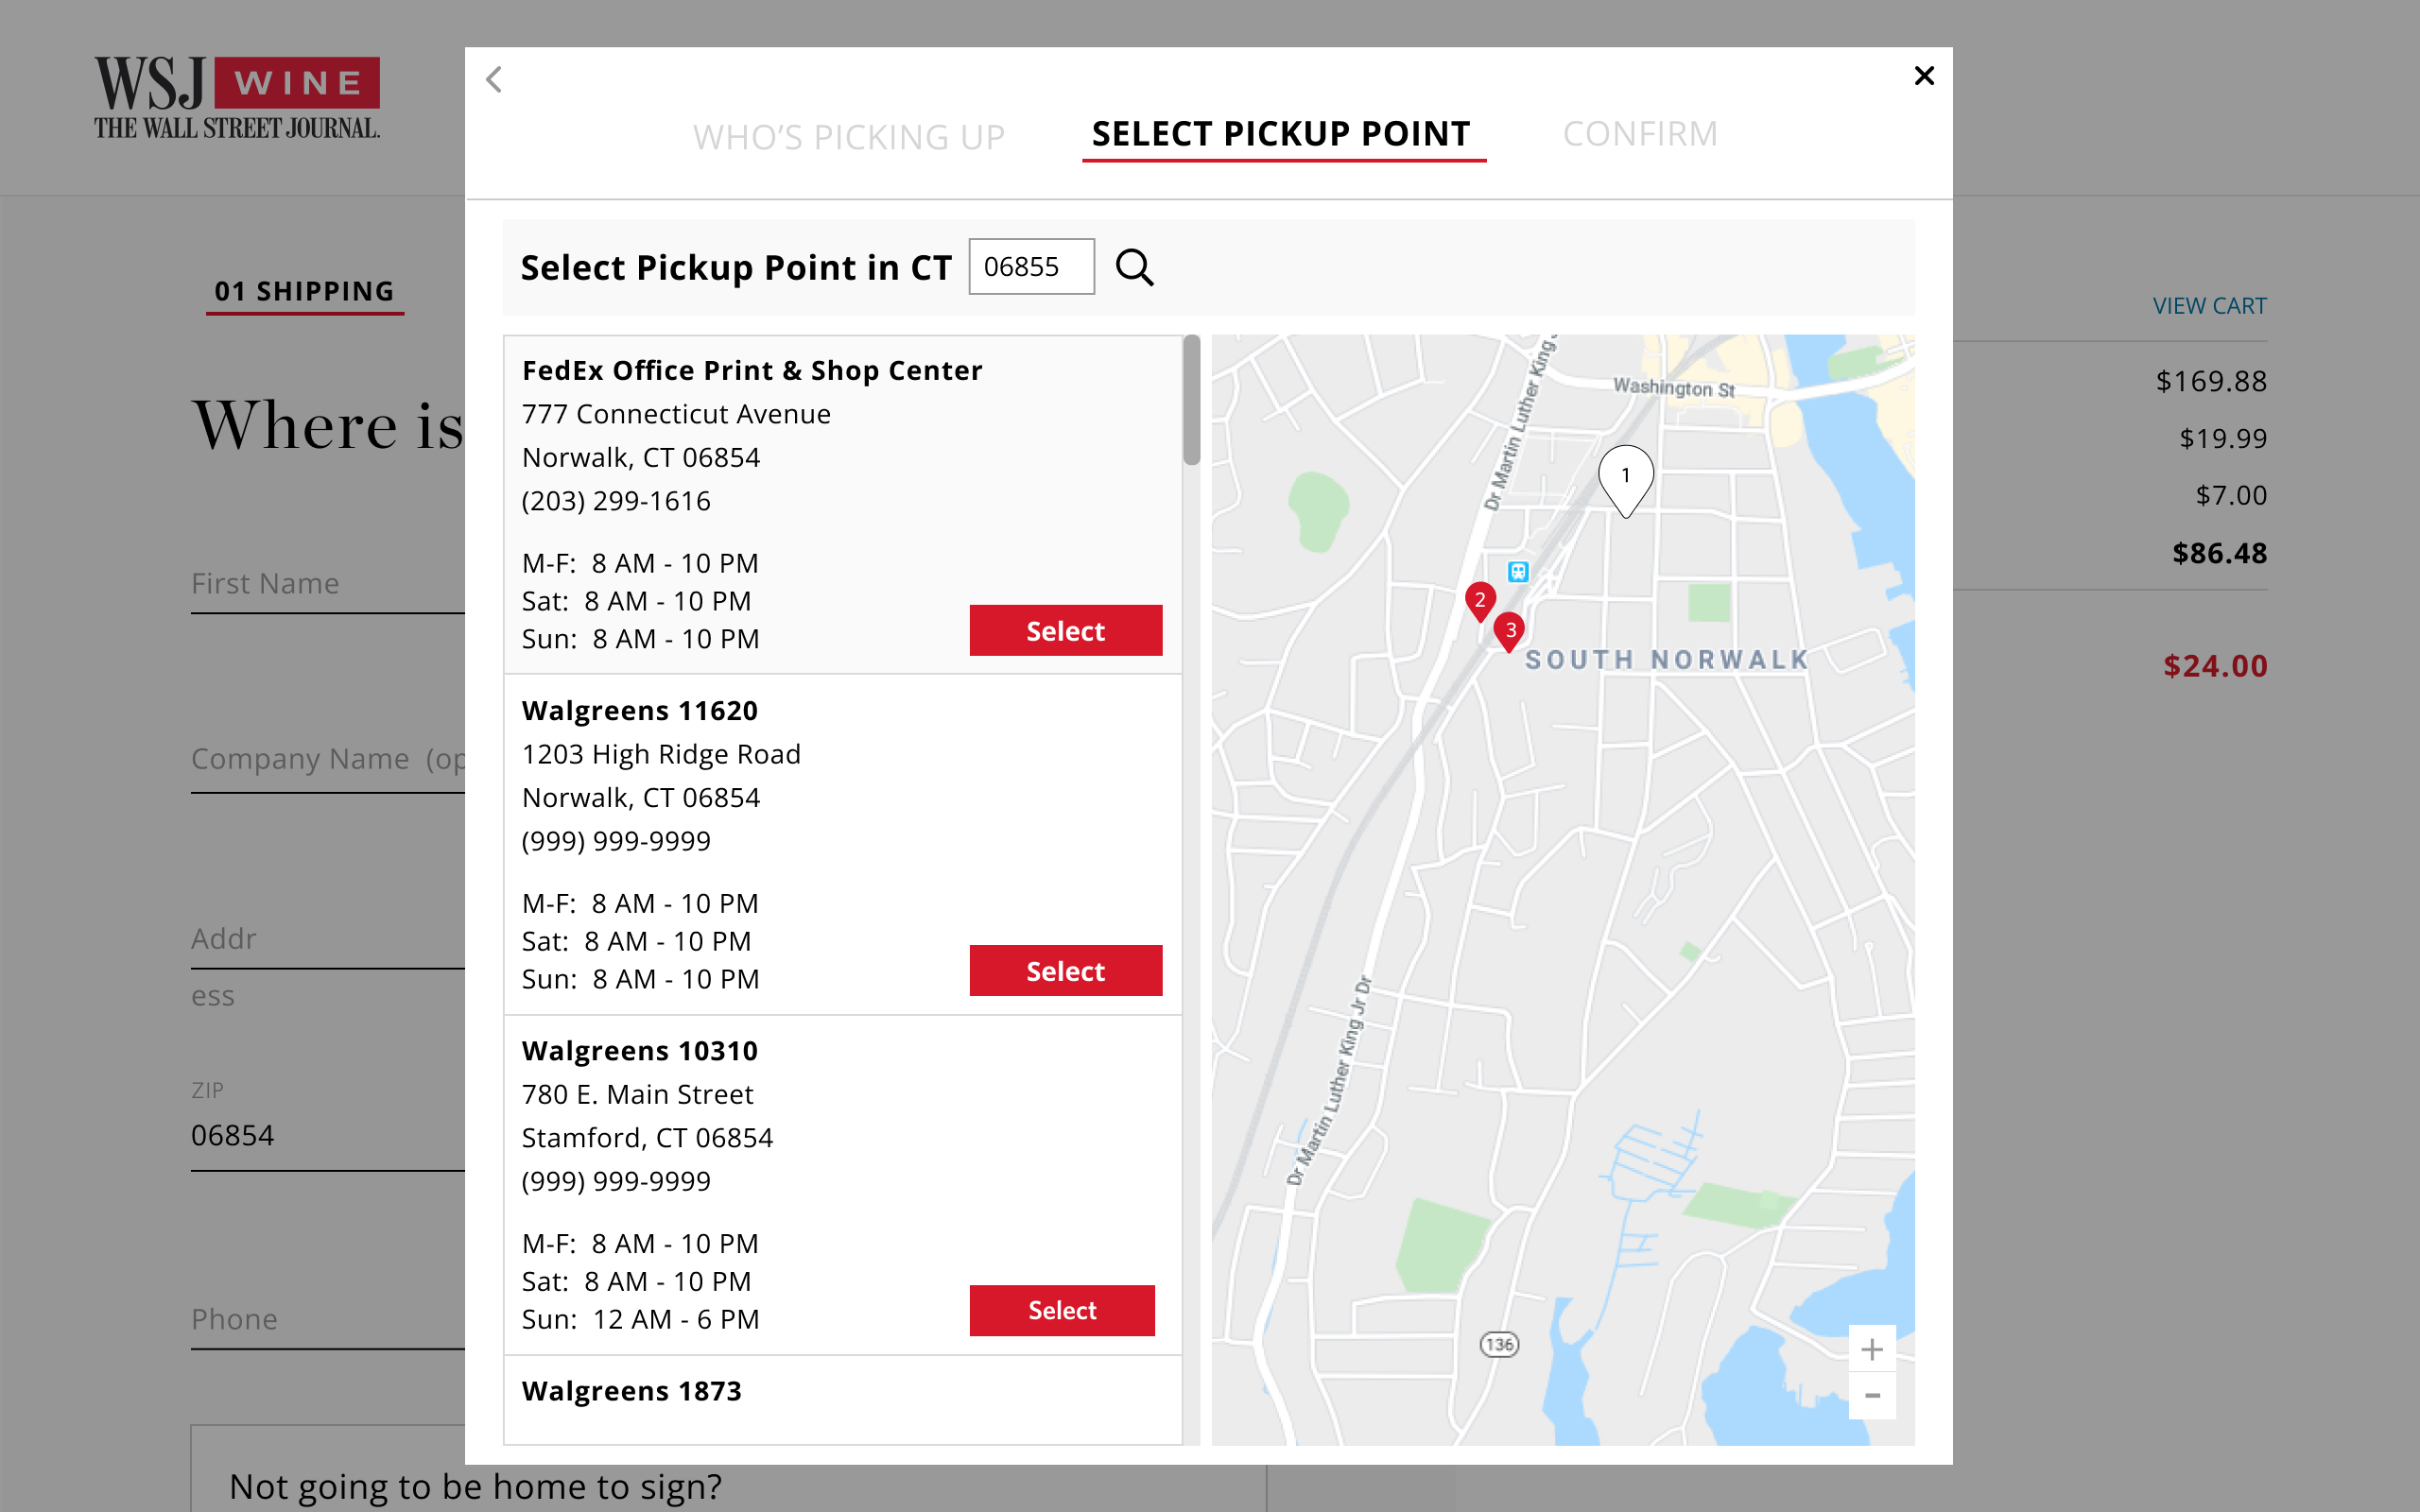 WSJ WINE
THE WALL STREET JOURNAL.
01 SHIPPING
Where is
First Name
Company Name (op
Addr
ess
ZIP
06854
Phone
Not going to be home to sign?
WHO'S PICKING UP
SELECT PICKUP POINT
CONFIRM
Select Pickup Point in CT 06855
FedEx Office Print & Shop Center
777 Connecticut Avenue
Norwalk, CT 06854
(203) 299-1616
M-F: 8 AM - 10 PM
Sat: 8 AM - 10 PM
Sun: 8 AM - 10 PM
Select
Walgreens 11620
1203 High Ridge Road
Norwalk, CT 06854
(999) 999-9999
M-F: 8 AM - 10 PM
Sat: 8 AM - 10 PM
Sun: 8 AM - 10 PM
Select
Walgreens 10310
780 E. Main Street
Stamford, CT 06854
(999) 999-9999
M-F: 8 AM - 10 PM
Sat: 8 AM - 10 PM
Sun: 12 AM - 6 PM
Select
Walgreens 1873
Washington St
Dr Martin Luther King J
1
2
3
SOUTH NORWALK
Dr Martin Luther King Jr Dr
136
+
-
VIEW CART
$169.88
$19.99
$7.00
$86.48
$24.00